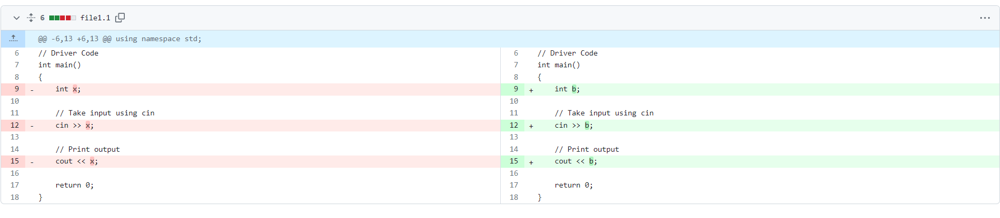 6 file1.1
@@ -6,13 +6,13 @@ using namespace std;
6 // Driver Code
7 int main()
8 {
9 - int x;
10
11 // Take input using cin
12 - cin >> x;
13
14 // Print output
15 - cout << x;
16
17 return 0;
18 }
6 // Driver Code
7 int main()
8 {
9 + int b;
10
11 // Take input using cin
12 + cin >> b;
13
14 // Print output
15 + cout << b;
16
17 return 0;
18 }